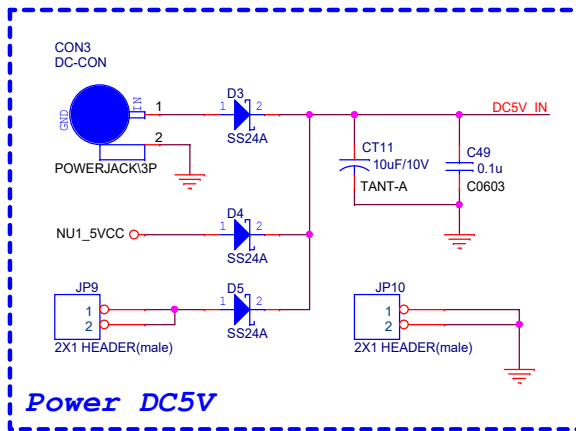 CON3
DC-CON
GND
IN
1
2
POWERJACK\3P
D3
1 2
SS24A
DC5V_IN
CT11
10uF/10V
TANT-A
C49
0.1u
C0603
NU1_5VCC
D4
1 2
SS24A
JP9
1
2
2X1 HEADER(male)
D5
1 2
SS24A
JP10
1
2
2X1 HEADER(male)
Power DC5V